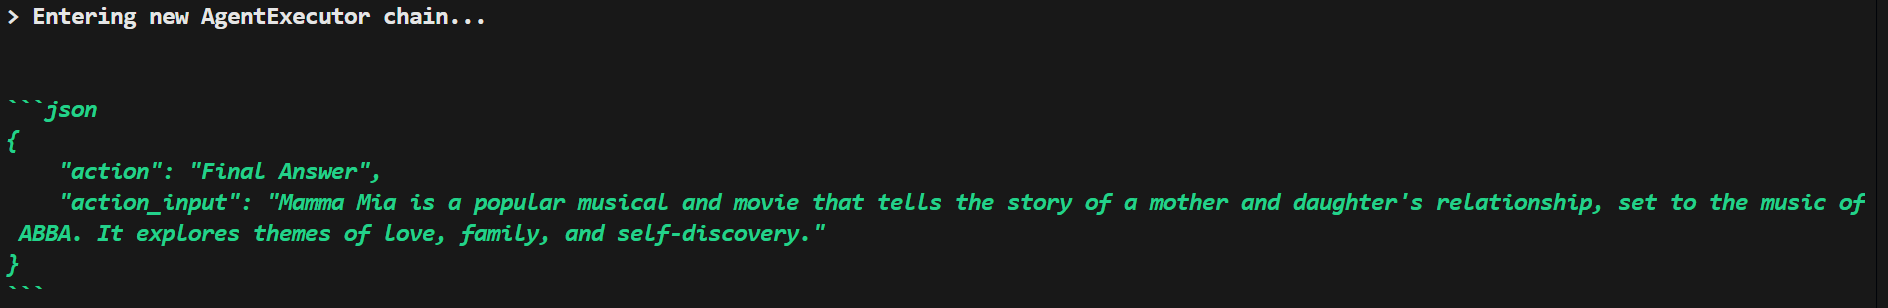 > Entering new AgentExecutor chain...
```json
{
    "action": "Final Answer",
    "action_input": "Mamma Mia is a popular musical and movie that tells the story of a mother and daughter's relationship, set to the music of
 ABBA. It explores themes of love, family, and self-discovery."
}
```